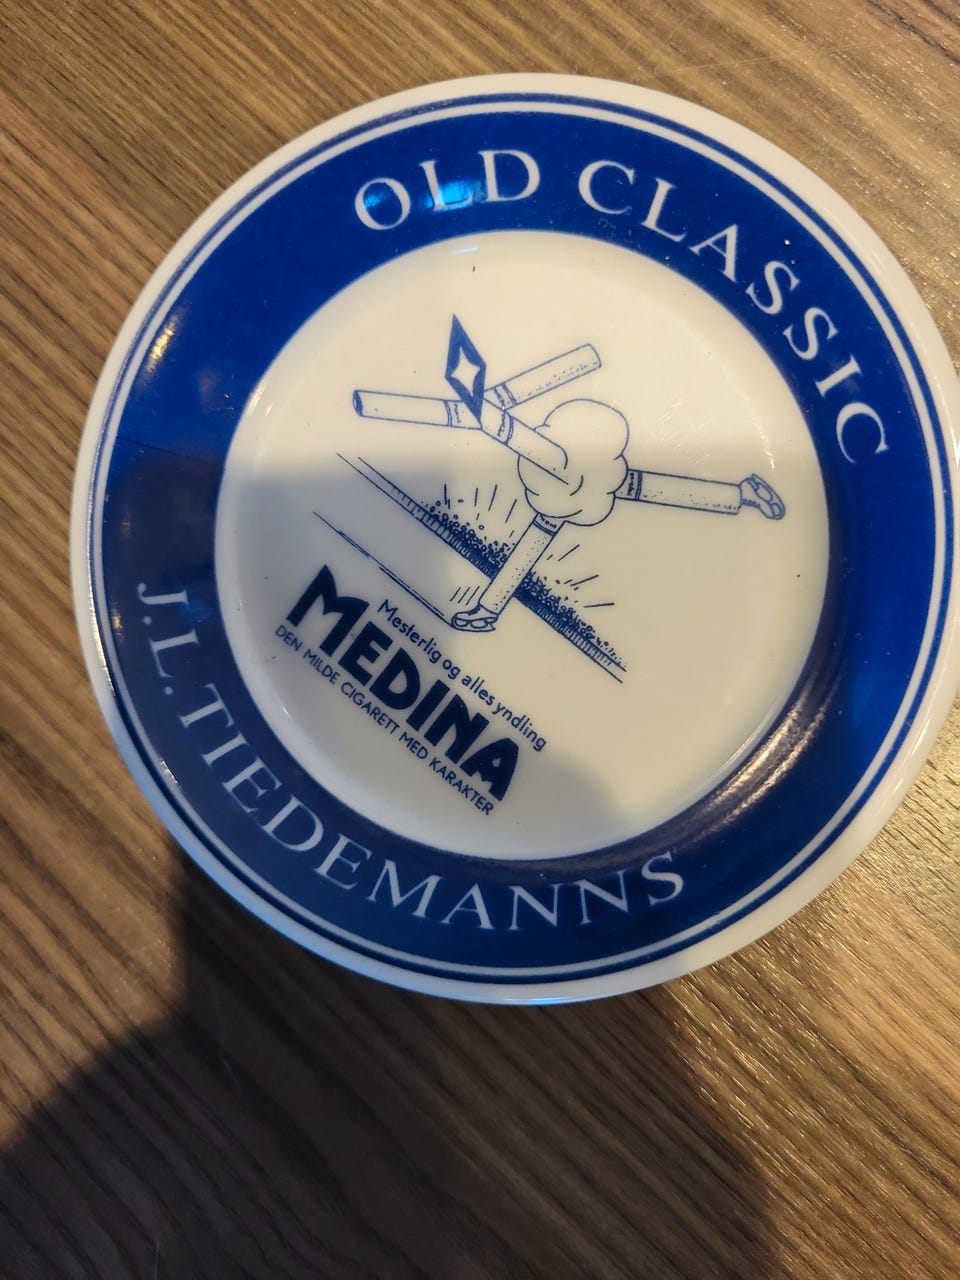 OLD CLASSIC
Mesterlig og alles yndling
MEDINA
DEN MILDE CIGARETT MED KARAKTER
J.L. TIEDEMANNS